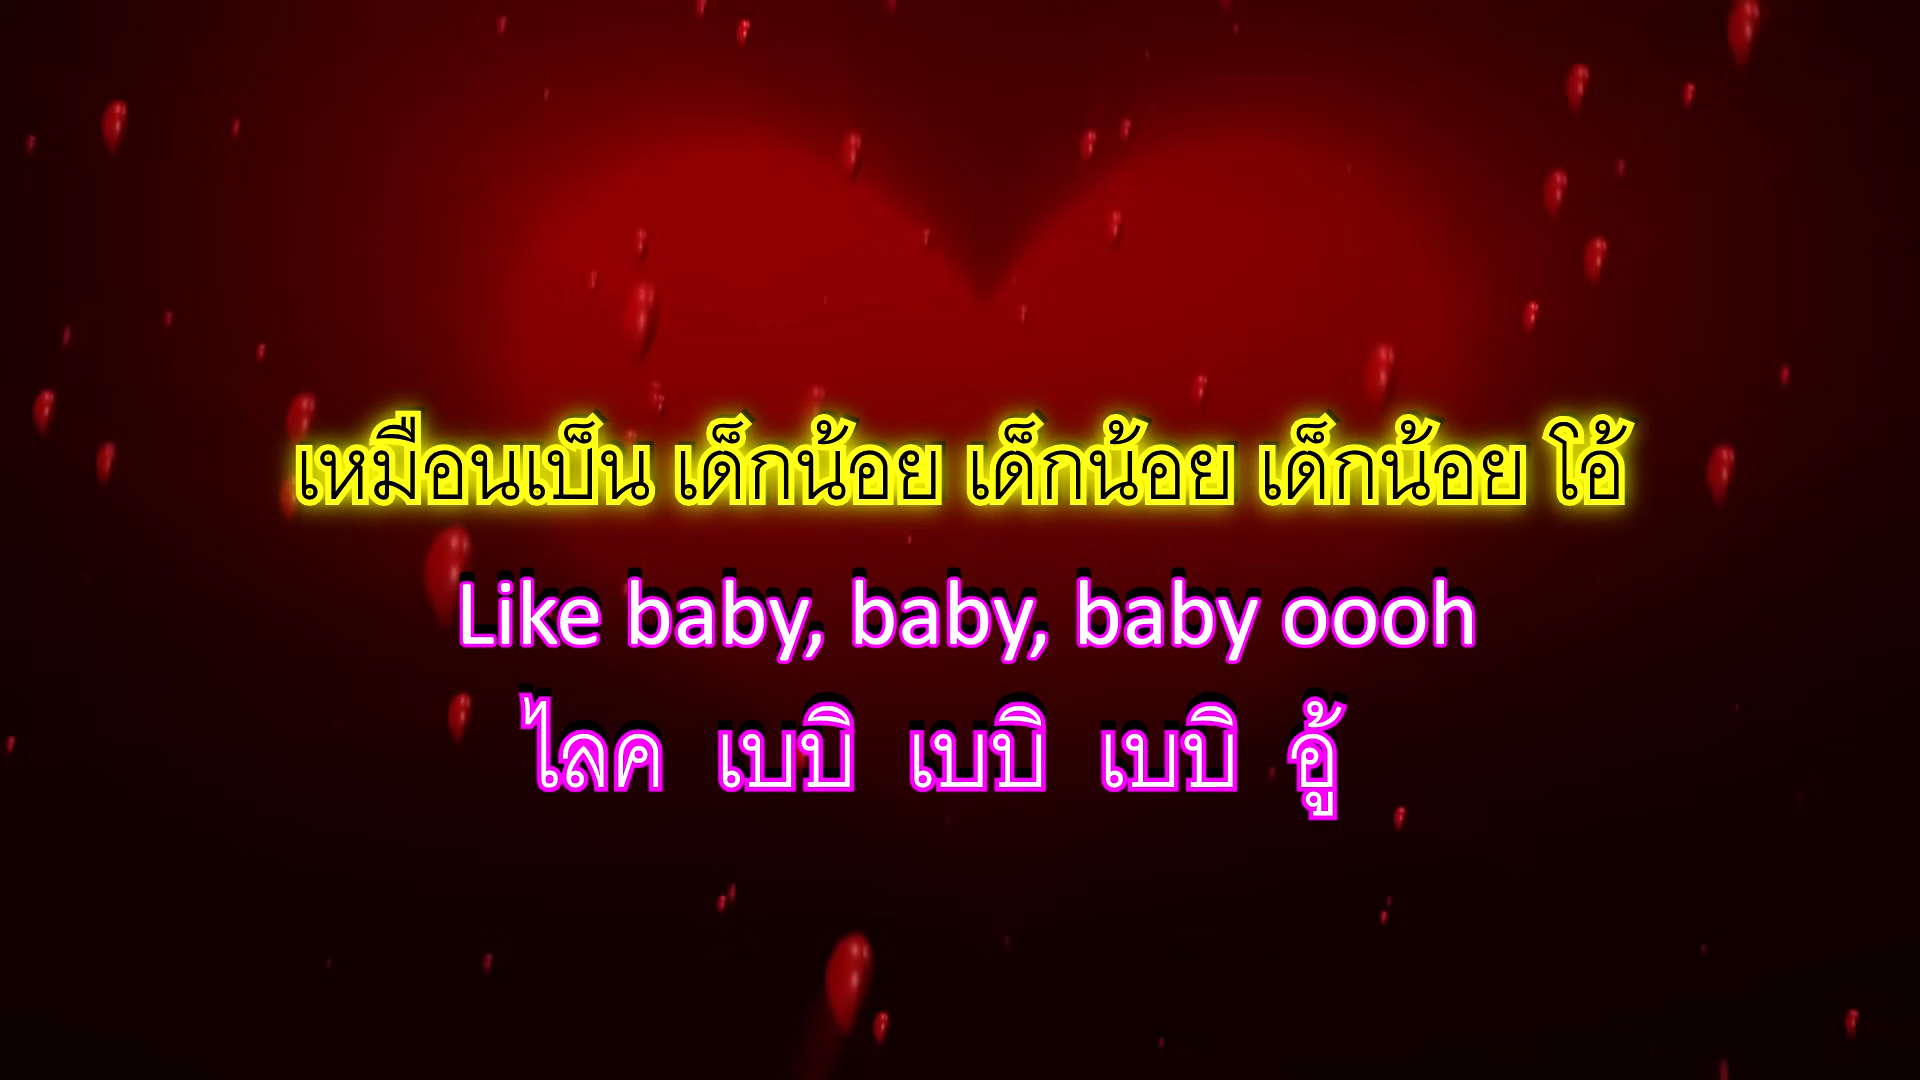 เหมือนเป็น เด็กน้อย เด็กน้อย เด็กน้อย โอ้
Like baby, baby, baby oooh
ไลค เบบิ เบบิ เบบิ อู้